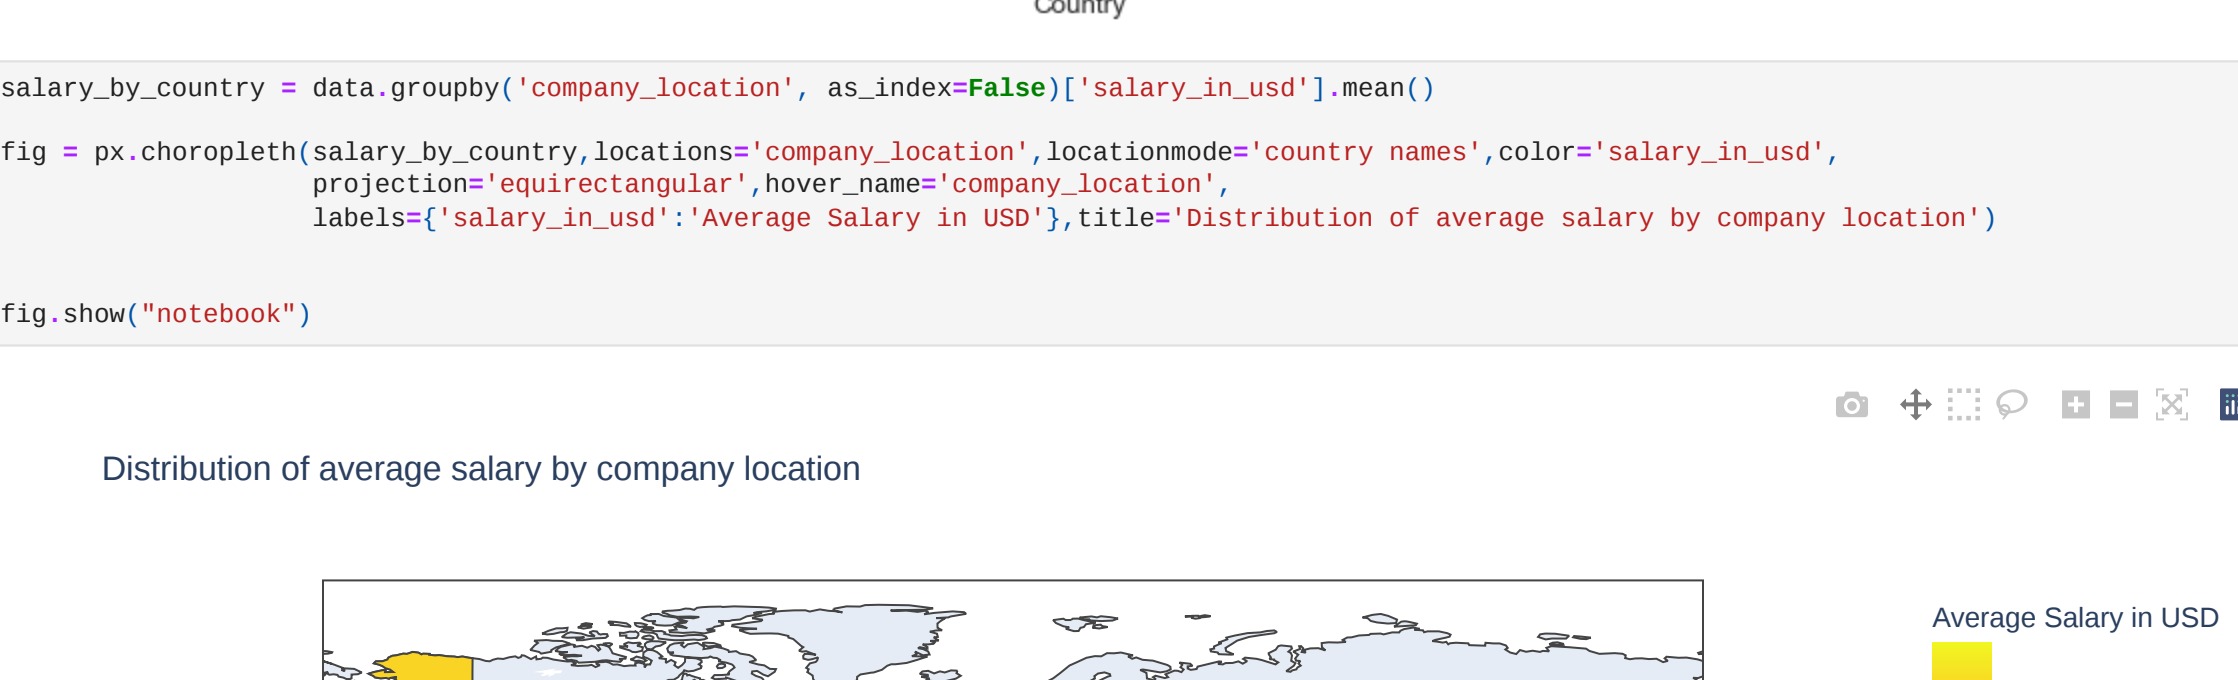 Country
salary_by_country = data.groupby('company_location', as_index=False)['salary_in_usd'].mean()
fig = px.choropleth(salary_by_country,locations='company_location',locationmode='country names',color='salary_in_usd',
projection='equirectangular',hover_name='company_location',
labels={'salary_in_usd':'Average Salary in USD'},title='Distribution of average salary by company location')
fig.show("notebook")
Distribution of average salary by company location
Average Salary in USD